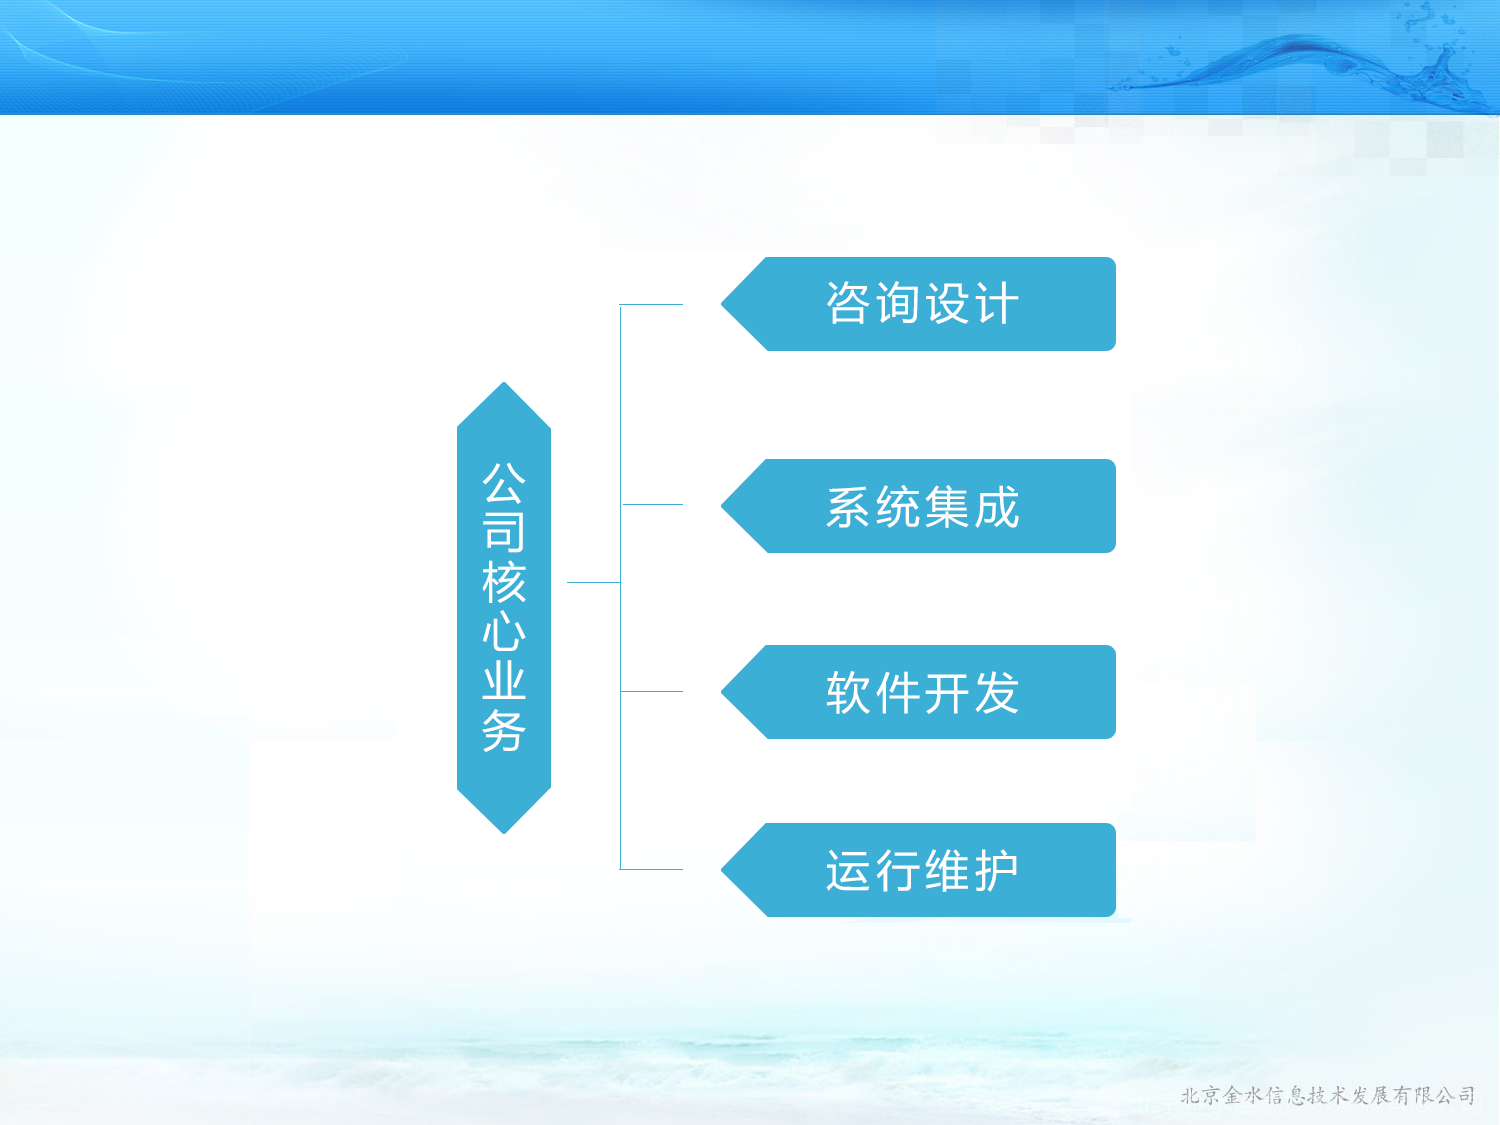 公司核心业务
咨询设计
系统集成
软件开发
运行维护
北京金水信息技术发展有限公司